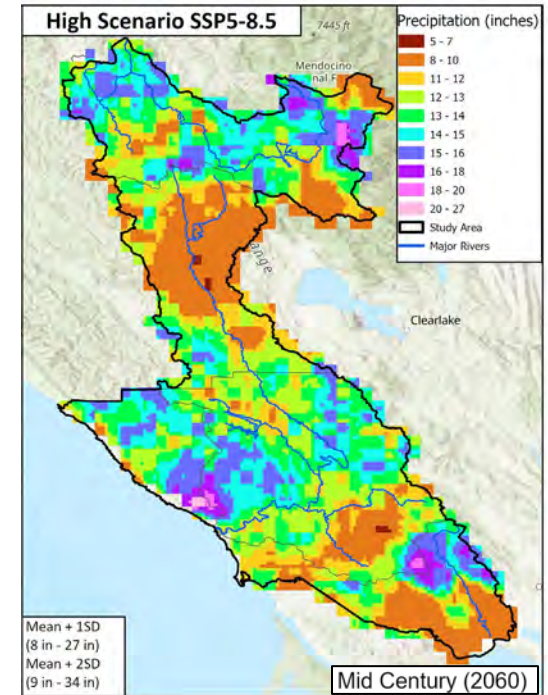 High Scenario SSP5-8.5
7445 ft
Mendocino
nal F
ange
Clearlake
Precipitation (inches)
5 - 7
8 - 10
11 - 12
12 - 13
13 - 14
14 - 15
15 - 16
16 - 18
18 - 20
20 - 27
Study Area
Major Rivers
Mean + 1SD
(8 in - 27 in)
Mean + 2SD
(9 in - 34 in)
Mid Century (2060)